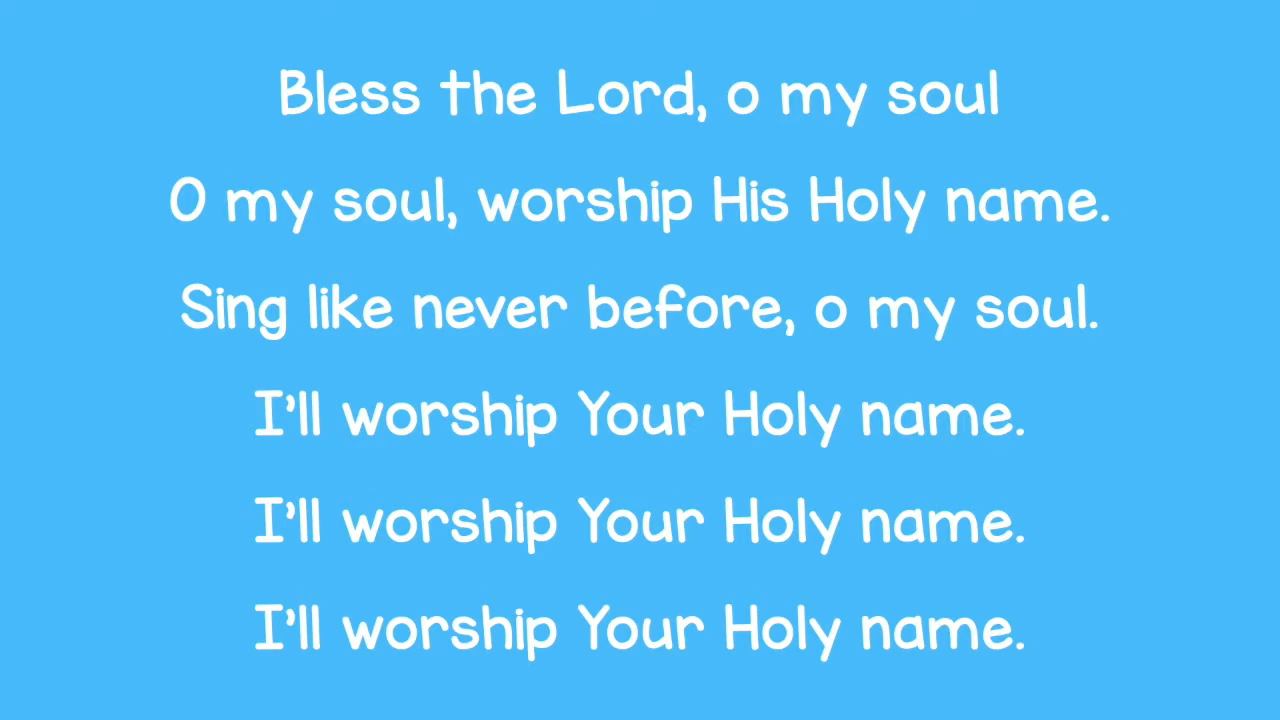 Bless the Lord, o my soul
O my soul, worship His Holy name.
Sing like never before, o my soul.
I'll worship Your Holy name.
I'll worship Your Holy name.
I'll worship Your Holy name.